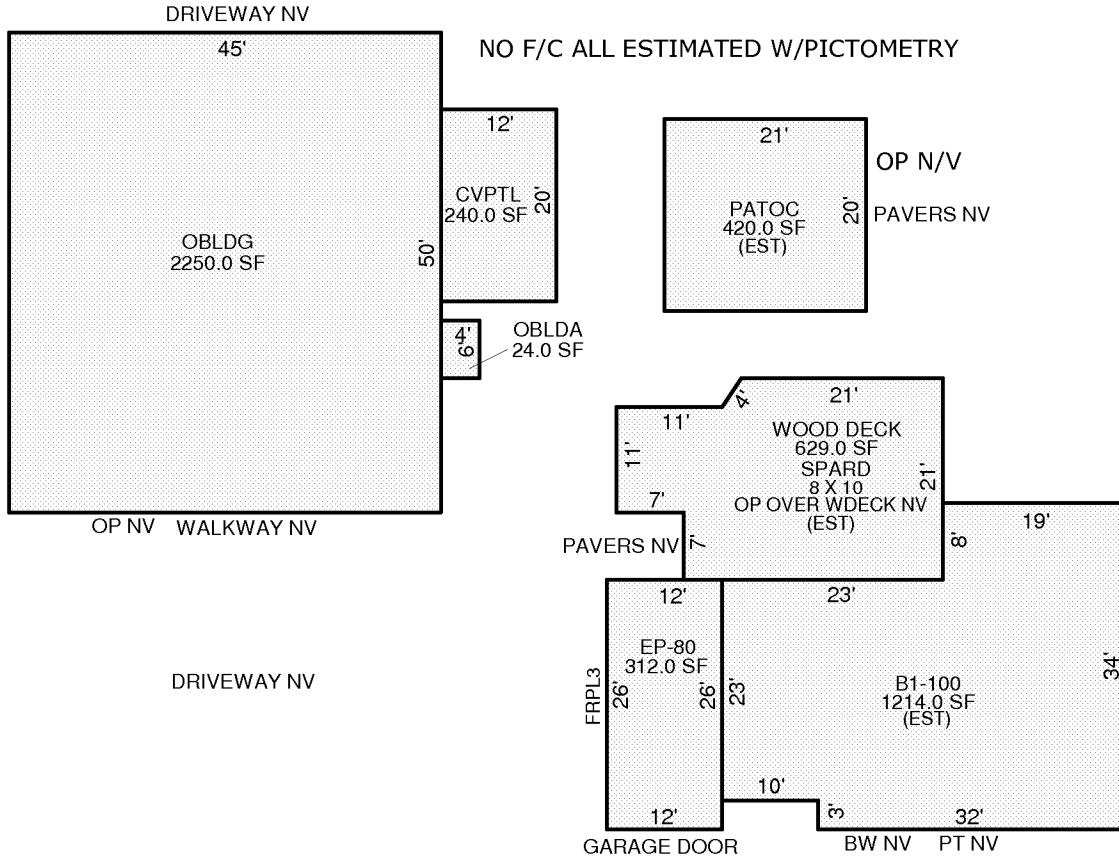 DRIVEWAY NV
45'
NO F/C ALL ESTIMATED W/PICTOMETRY
12'
CVPTL
240.0 SF
20'
50'
OBLDG
2250.0 SF
21'
PATOC
420.0 SF
(EST)
20'
OP N/V
PAVERS NV
4'
6'
OBLDA
24.0 SF
OP NV
WALKWAY NV
11'
4'
21'
11'
WOOD DECK
629.0 SF
SPARD
8 X 10
OP OVER WDECK NV
(EST)
21'
7'
7'
PAVERS NV
8'
19'
12'
23'
EP-80
312.0 SF
FRPL3
26'
26'
23'
B1-100
1214.0 SF
(EST)
34'
DRIVEWAY NV
10'
3'
12'
32'
GARAGE DOOR
BW NV
PT NV